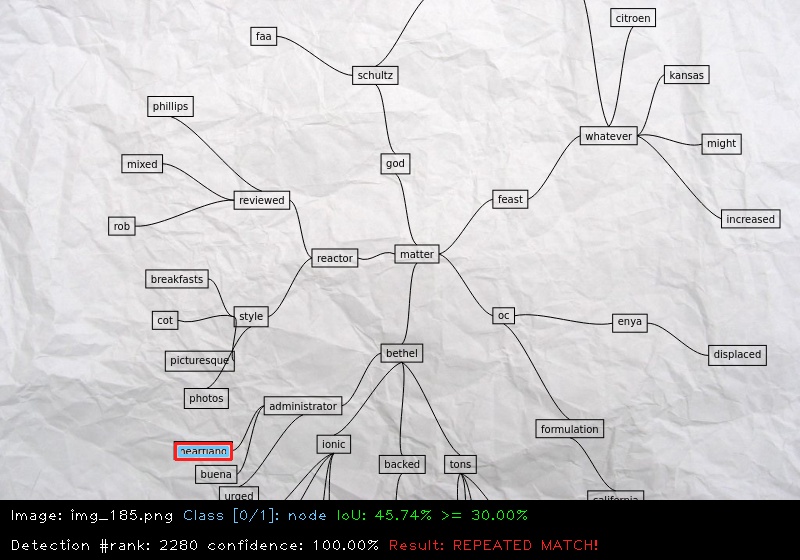 citroen
faa
kansas
schultz
phillips
whatever
might
mixed
god
reviewed
feast
increased
rob
matter
reactor
breakfasts
style
oc
cot
enya
bethel
displaced
picturesque
photos
administrator
formulation
ionic
heartland
backed
tons
buena
urged
california
Image: img_185.png Class [0/1]: node IoU: 45.74% >= 30.00%
Detection #rank: 2280 confidence: 100.00% Result: REPEATED MATCH!